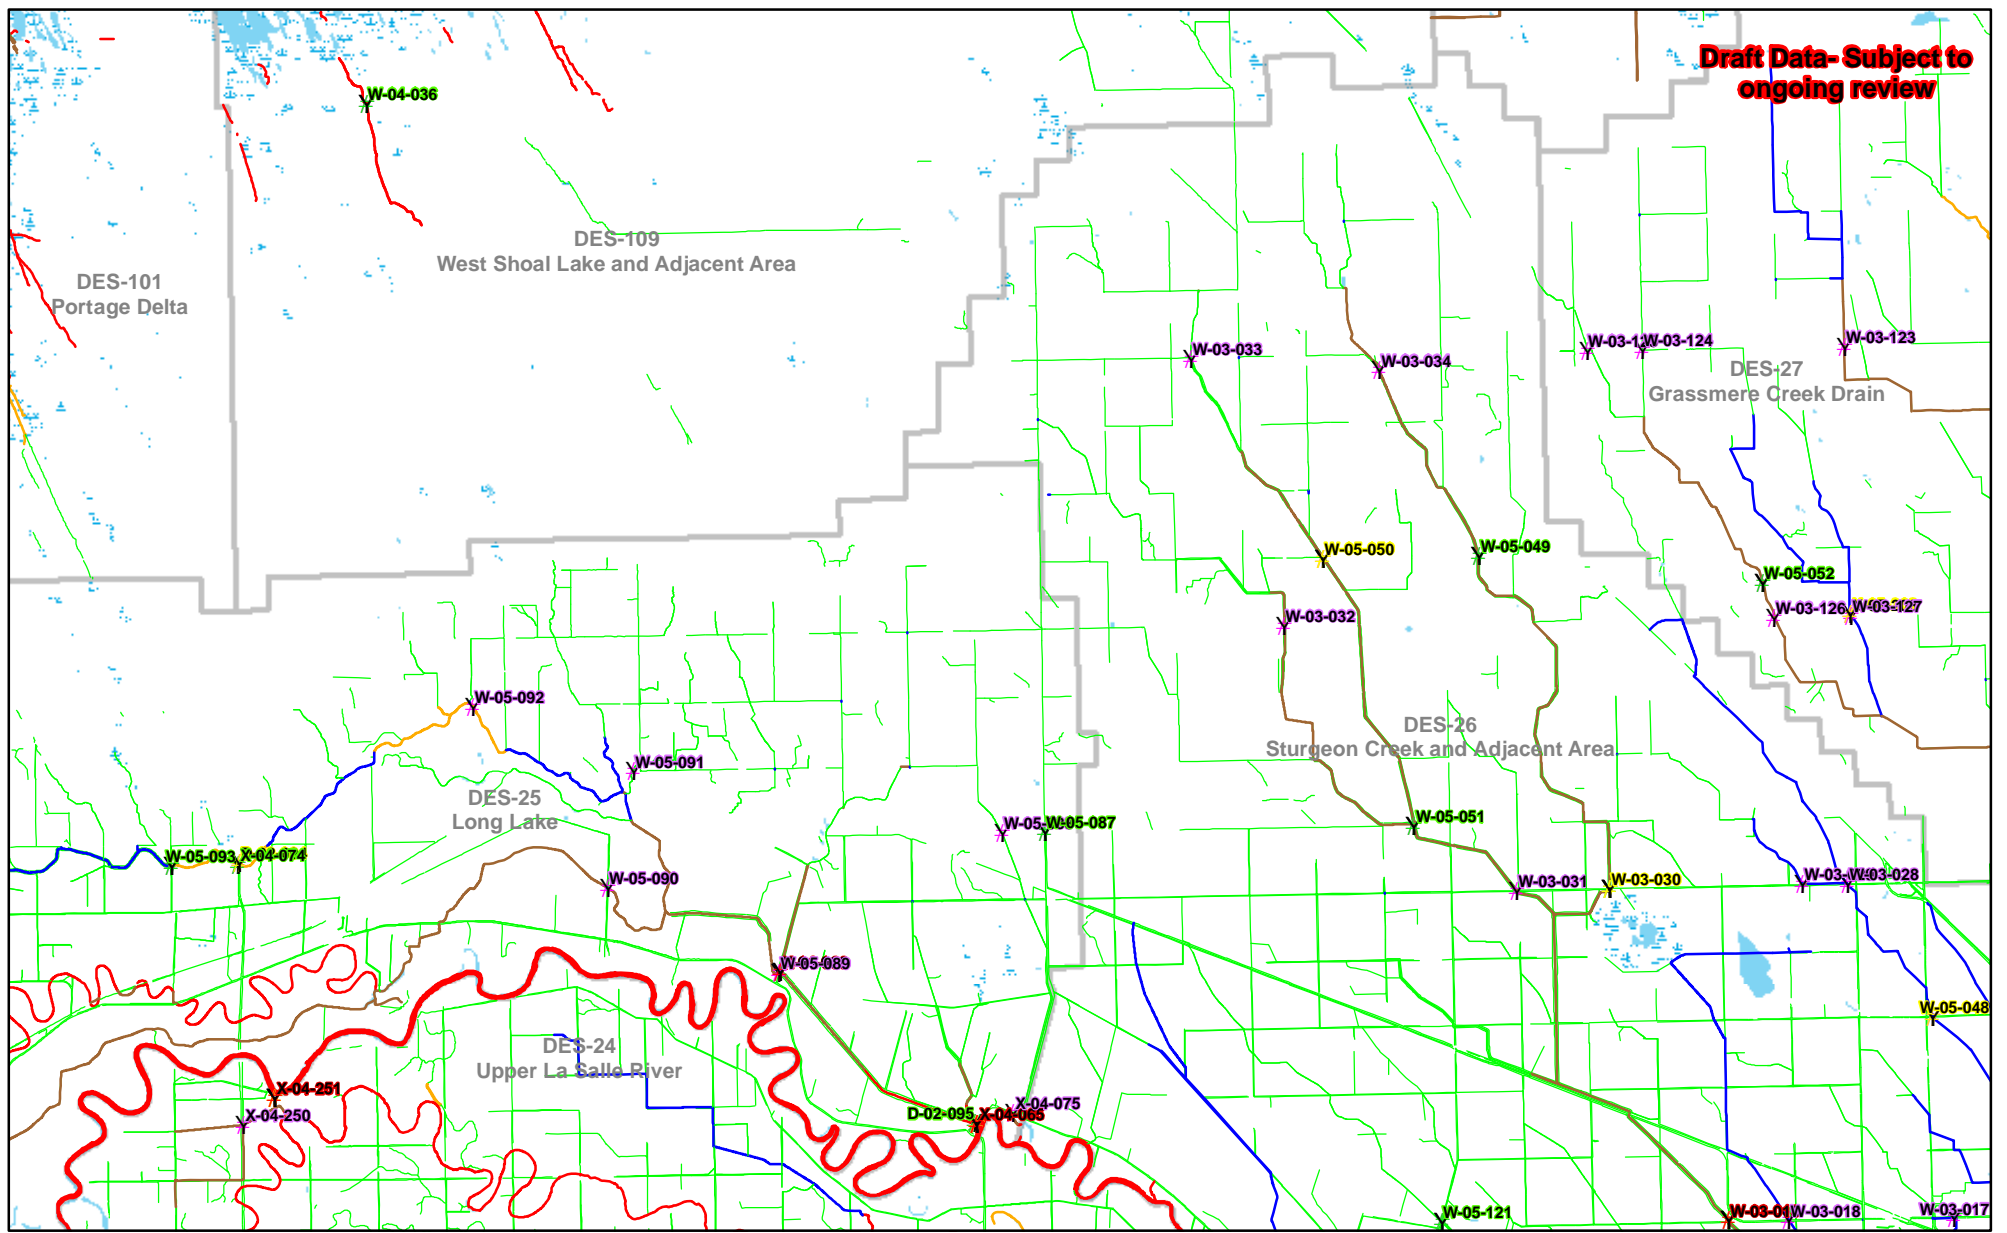 Draft Data- Subject to
ongoing review
W-04-036
DES-109
West Shoal Lake and Adjacent Area
DES-101
Portage Delta
W-03-033
W-03-034
W-03-124
W-03-123
DES-27
Grassmere Creek Drain
W-05-050
W-05-049
W-05-052
W-03-032
W-03-126
W-03-127
W-05-092
DES-26
Sturgeon Creek and Adjacent Area
W-05-091
DES-25
Long Lake
W-05-087
W-05-051
W-05-093
X-04-074
W-05-090
W-03-031
W-03-030
W-03-028
W-05-089
W-05-048
DES-24
Upper La Salle River
X-04-251
X-04-250
X-04-075
D-02-095
W-05-121
W-03-018
W-03-017